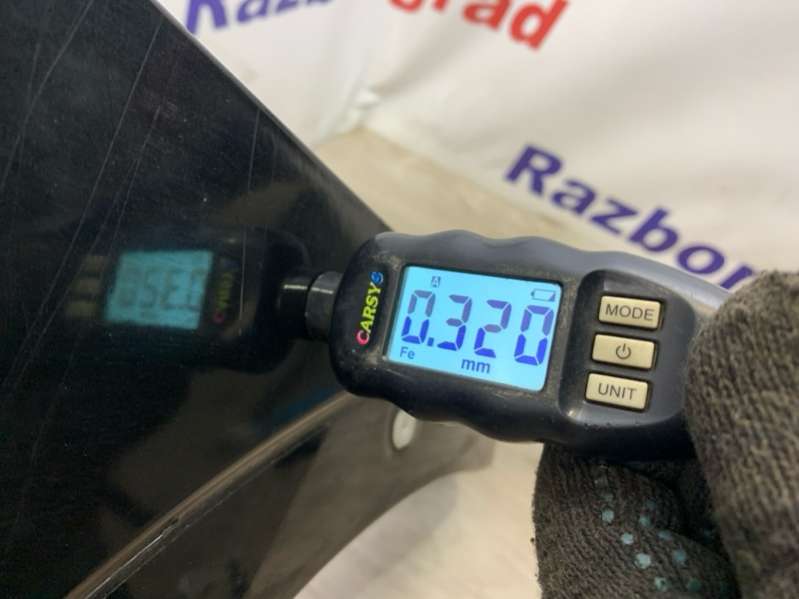 Razborgrad
Razbor
CARSYS
A
0.320
Fe
mm
MODE
UNIT